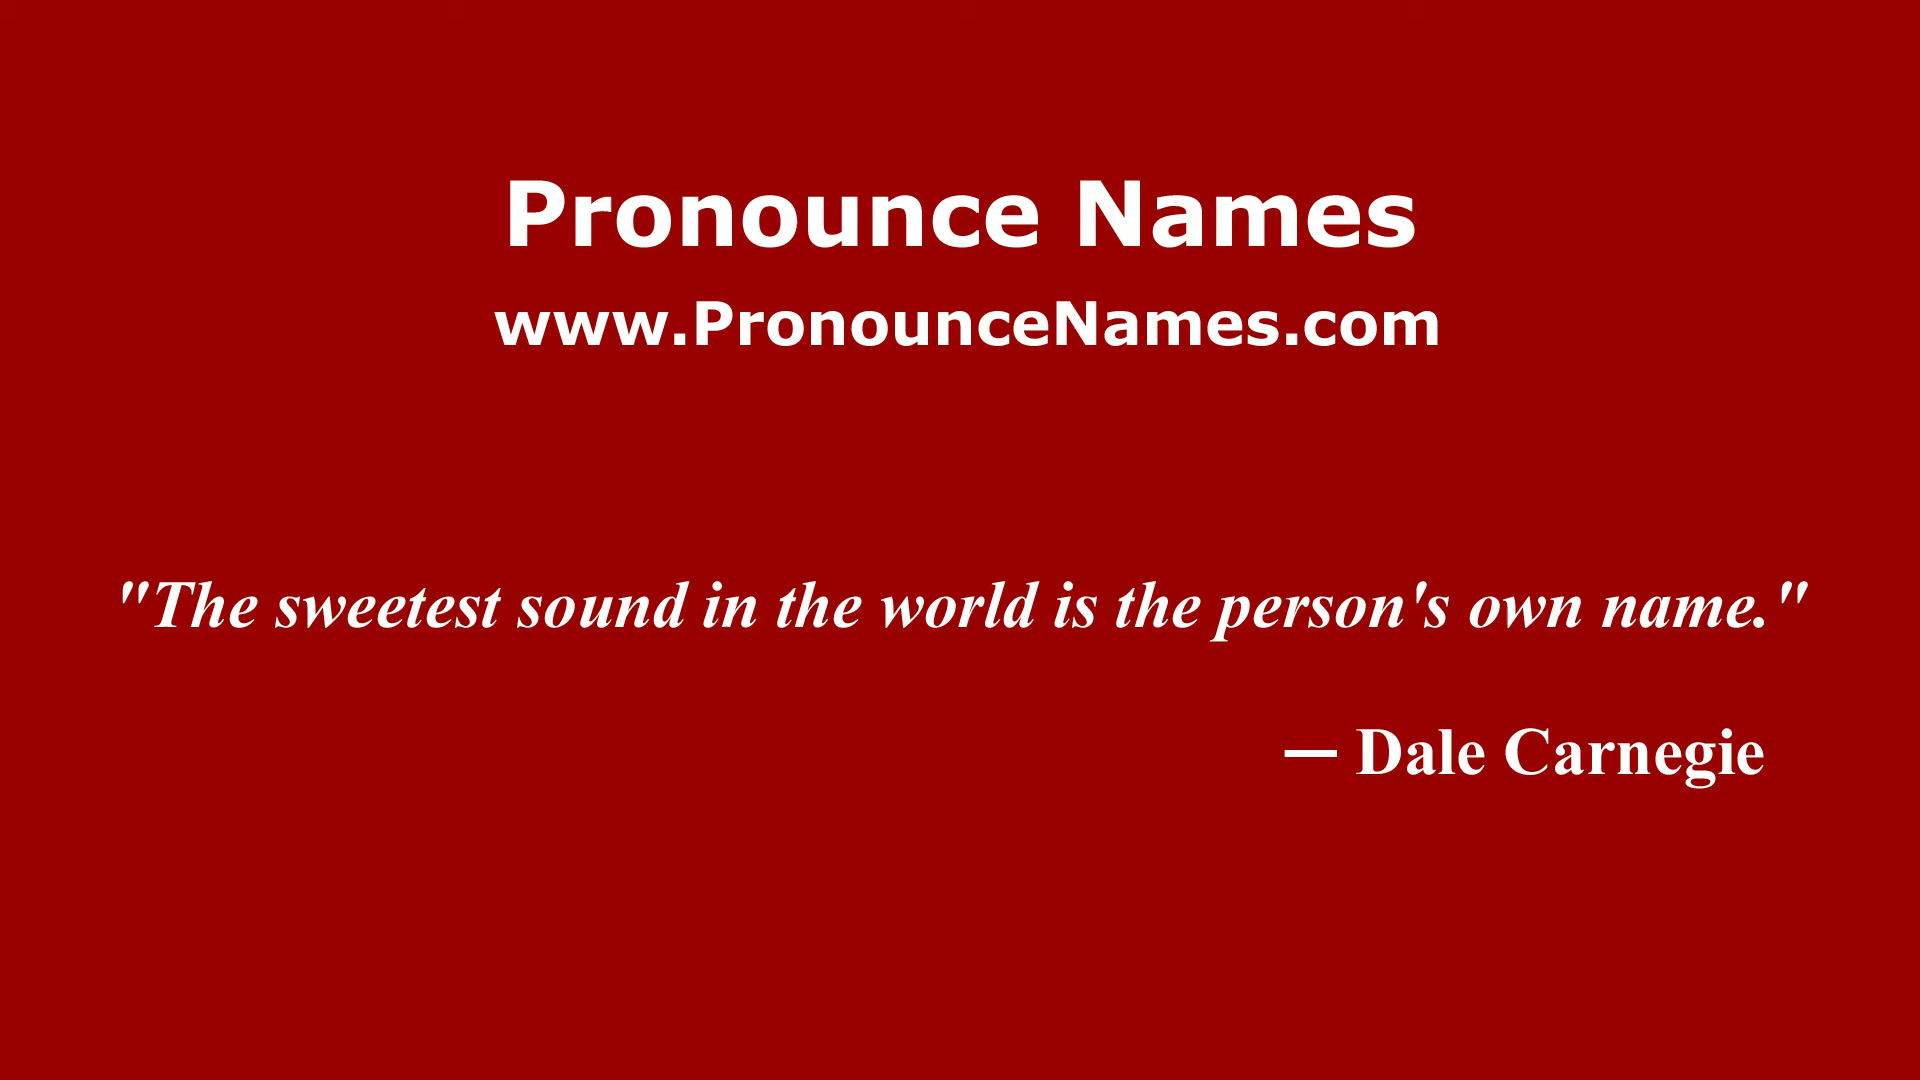 Pronounce Names
www.PronounceNames.com
"The sweetest sound in the world is the person's own name."
— Dale Carnegie